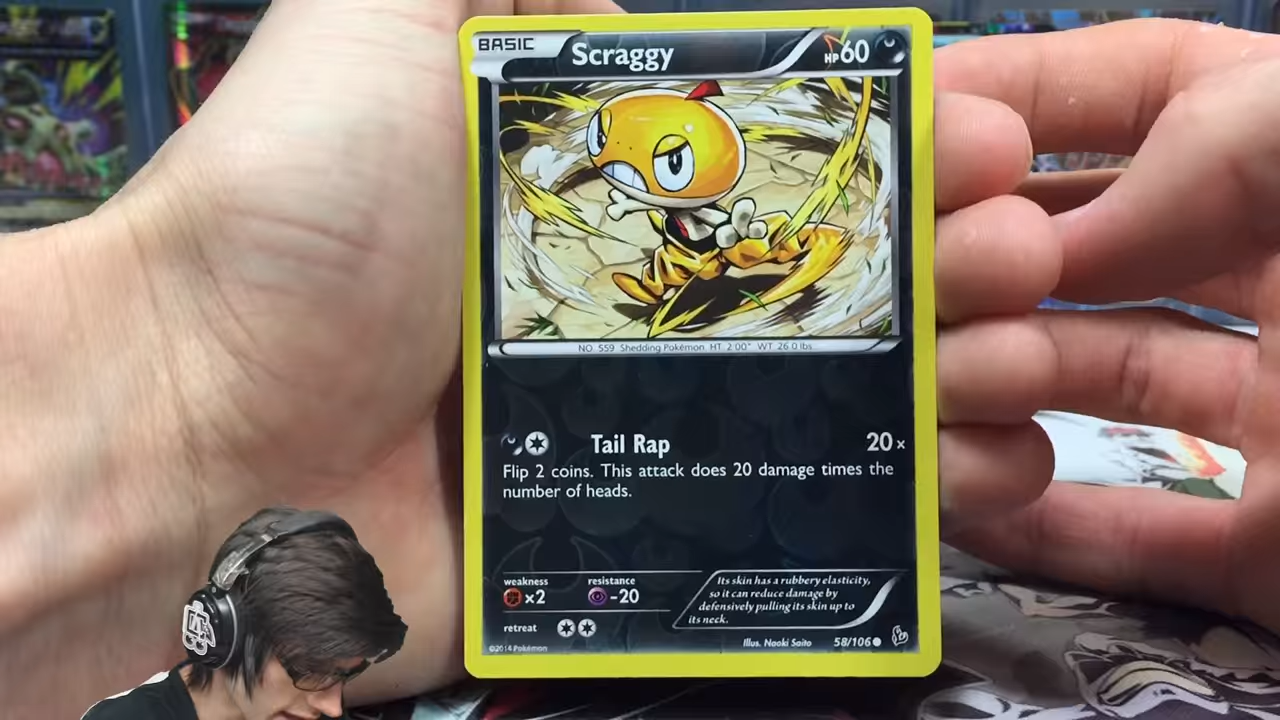 BASIC Scraggy HP60
NO. 559 Shedding Pokémon HT. 2'00" WT. 26.0 lbs.
Tail Rap 20×
Flip 2 coins. This attack does 20 damage times the
number of heads.
weakness resistance
×2 -20
retreat
Its skin has a rubbery elasticity,
so it can reduce damage by
defensively pulling its skin up to
its neck.
Illus. Naoki Saito 58/106
©2014 Pokémon